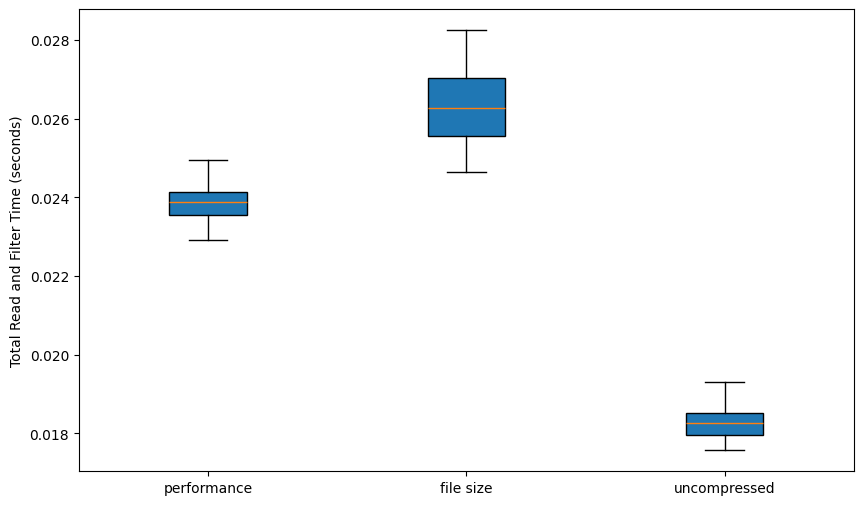 Total Read and Filter Time (seconds)
0.028
0.026
0.024
0.022
0.020
0.018
performance
file size
uncompressed